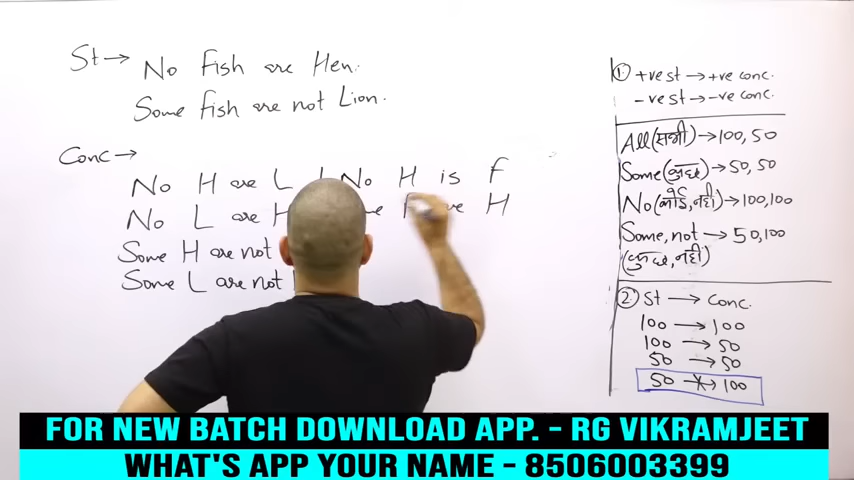 St→ No Fish are Hen.
Some fish are not Lion.
Conc→
No H are L No H is F
No L are H F H
Some H are not
Some L are not
① +ve st → +ve conc.
-ve st → -ve conc.
All (सभी) → 100, 50
Some (कुछ) → 50, 50
No (कोई, नहीं) → 100, 100
Some, not → 50, 100
(कुछ, नहीं)
② St → Conc.
100 → 100
100 → 50
50 → 50
50 → 100
FOR NEW BATCH DOWNLOAD APP. - RG VIKRAMJEET
WHAT'S APP YOUR NAME - 8506003399